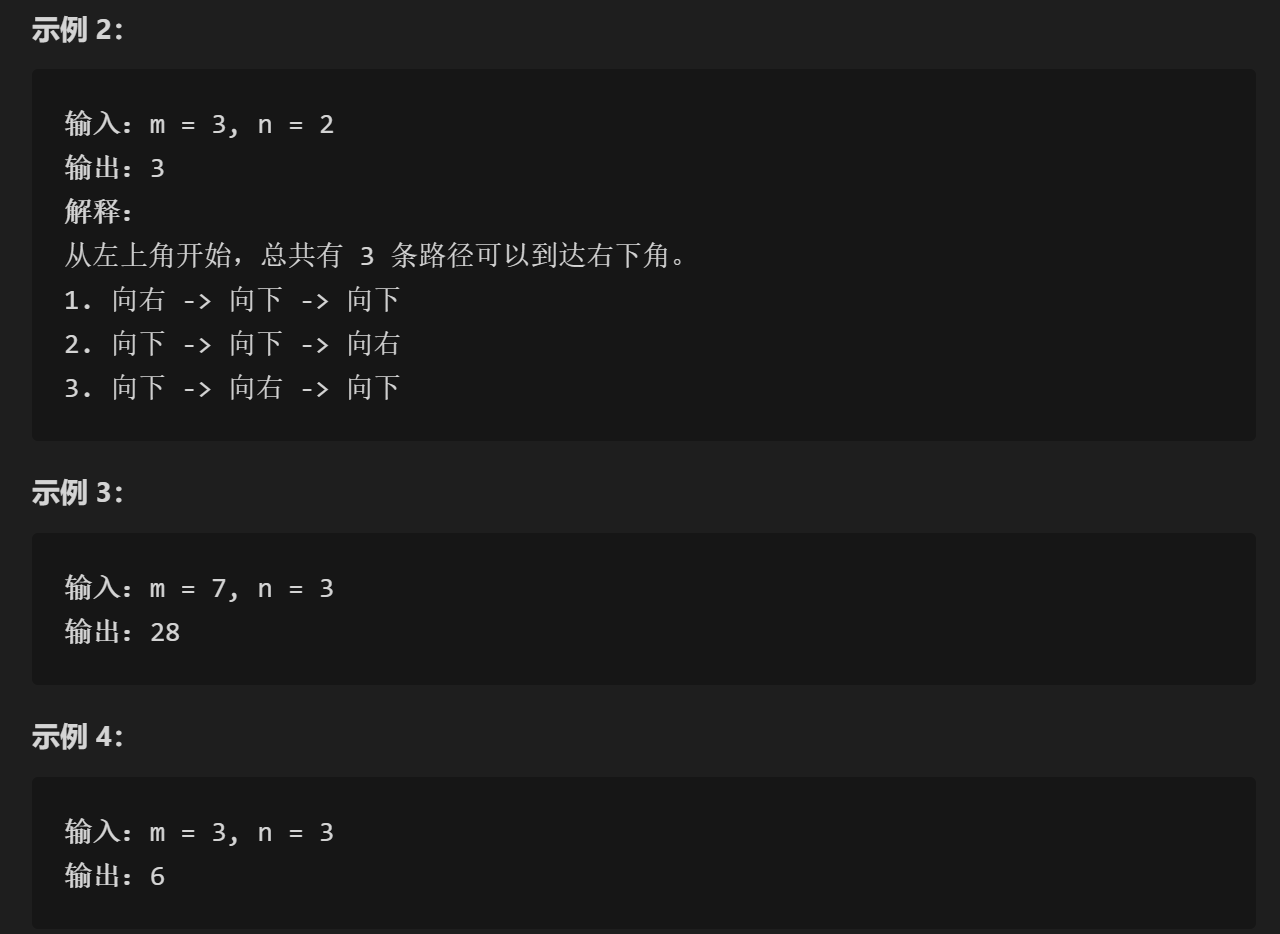 示例 2：
输入：m = 3, n = 2
输出：3
解释：
从左上角开始，总共有 3 条路径可以到达右下角。
1. 向右 -> 向下 -> 向下
2. 向下 -> 向下 -> 向右
3. 向下 -> 向右 -> 向下
示例 3：
输入：m = 7, n = 3
输出：28
示例 4：
输入：m = 3, n = 3
输出：6